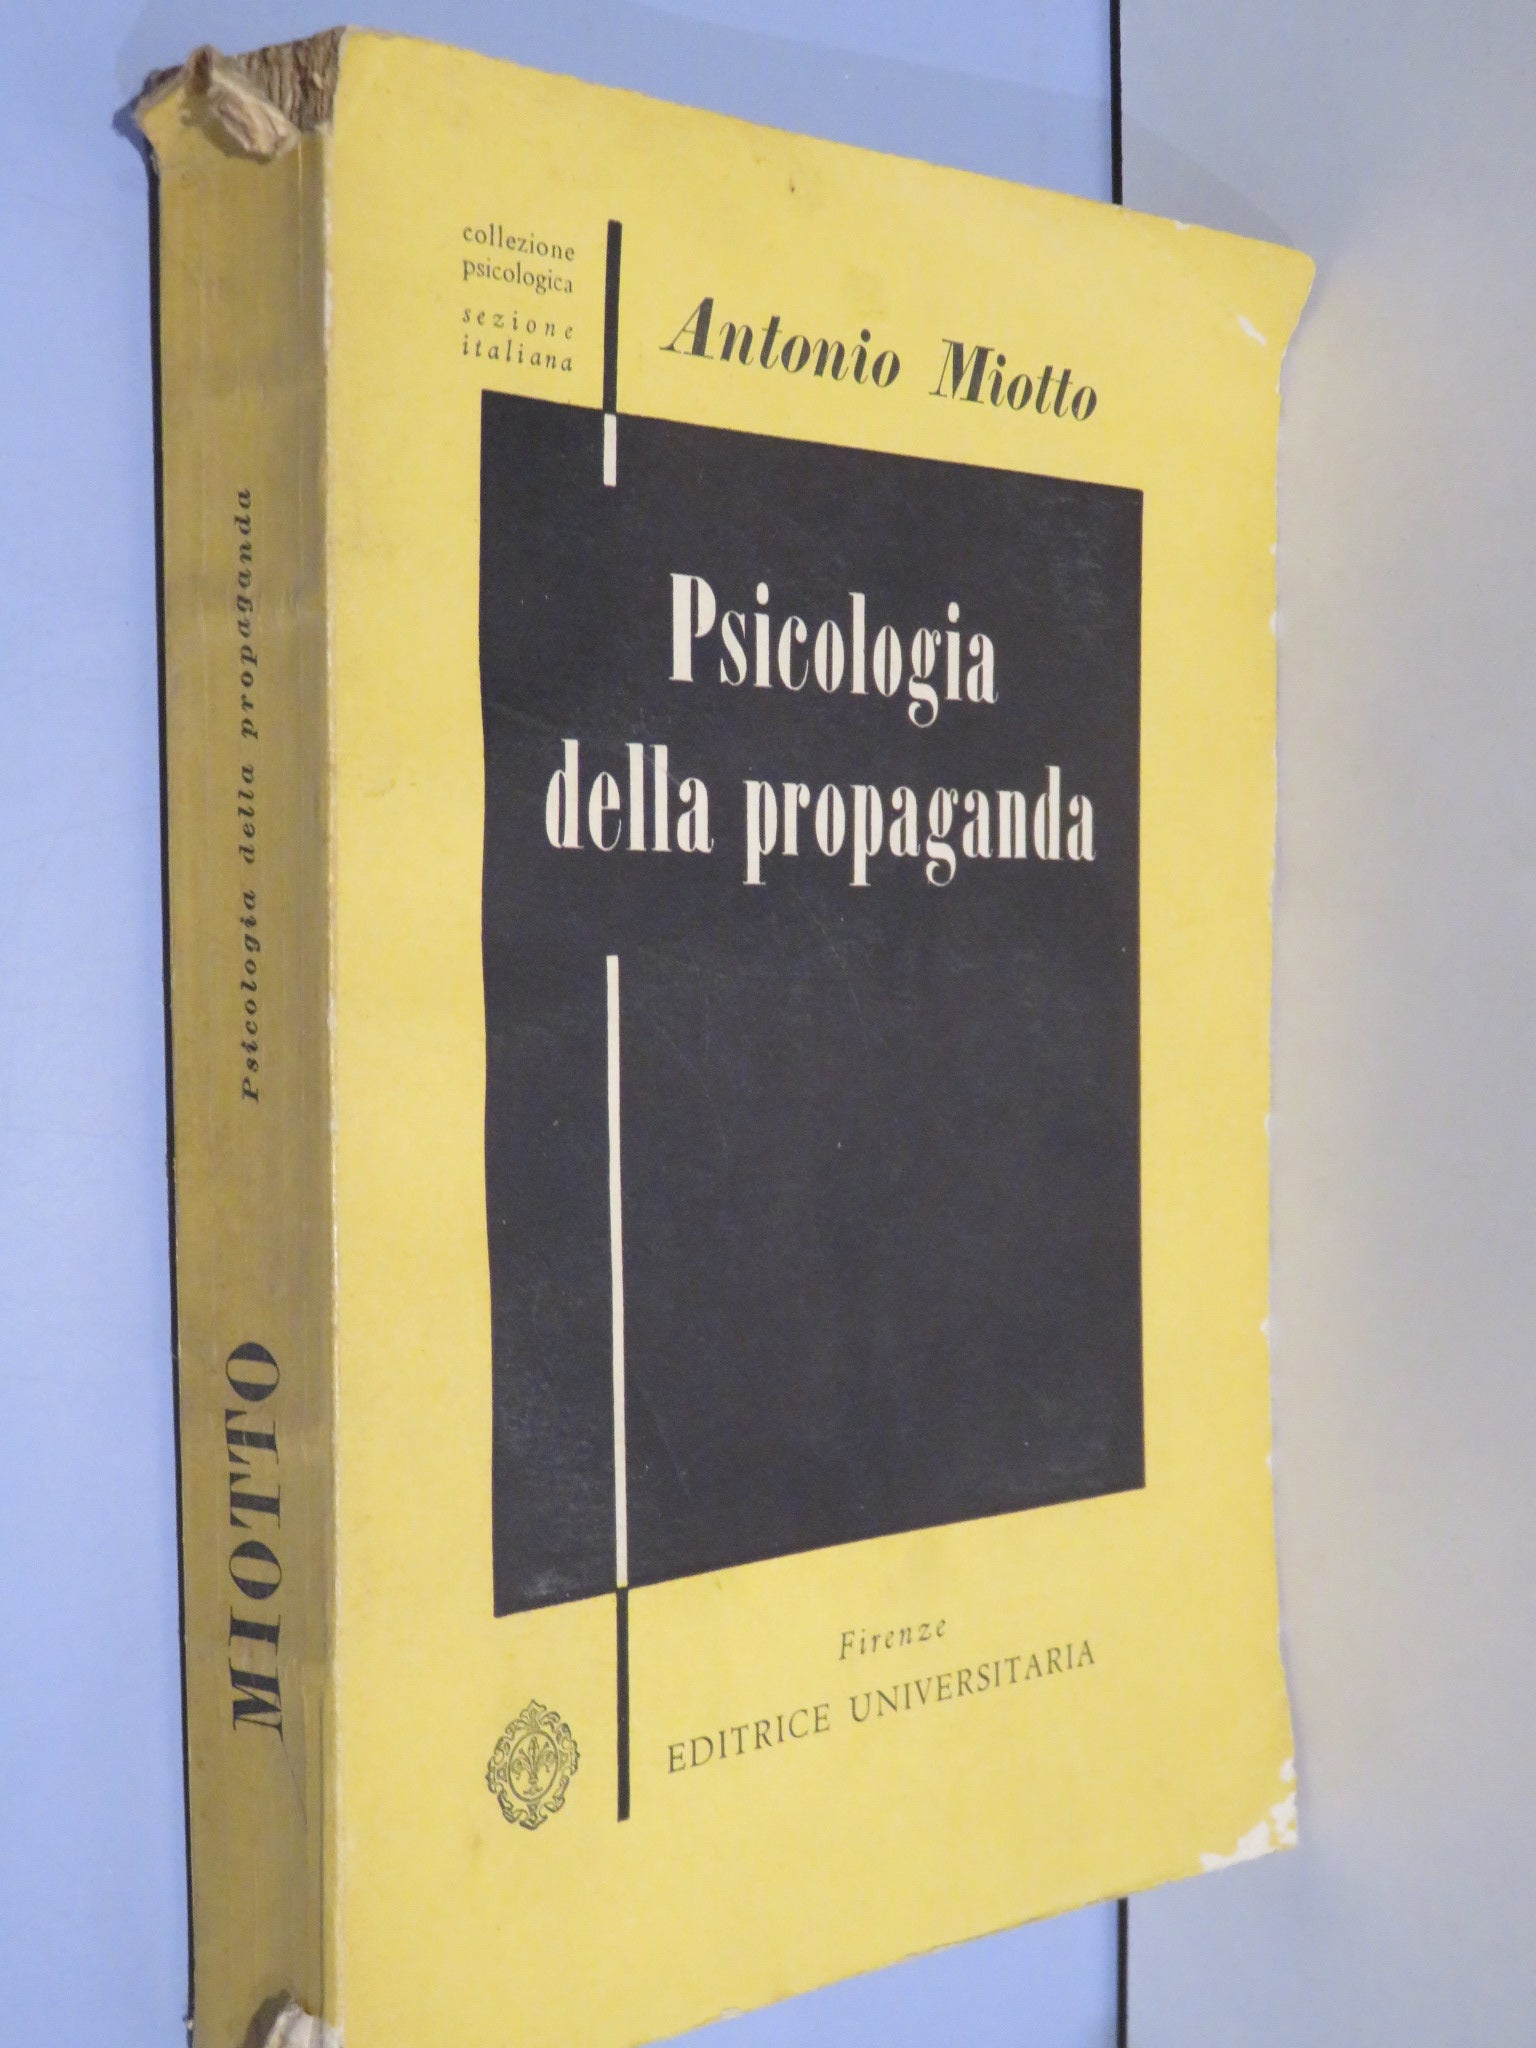 collezione
psicologica
sezione
italiana
Antonio Miotto
Psicologia
della propaganda
Firenze
EDITRICE UNIVERSITARIA
MIOTTO
Psicologia della propaganda